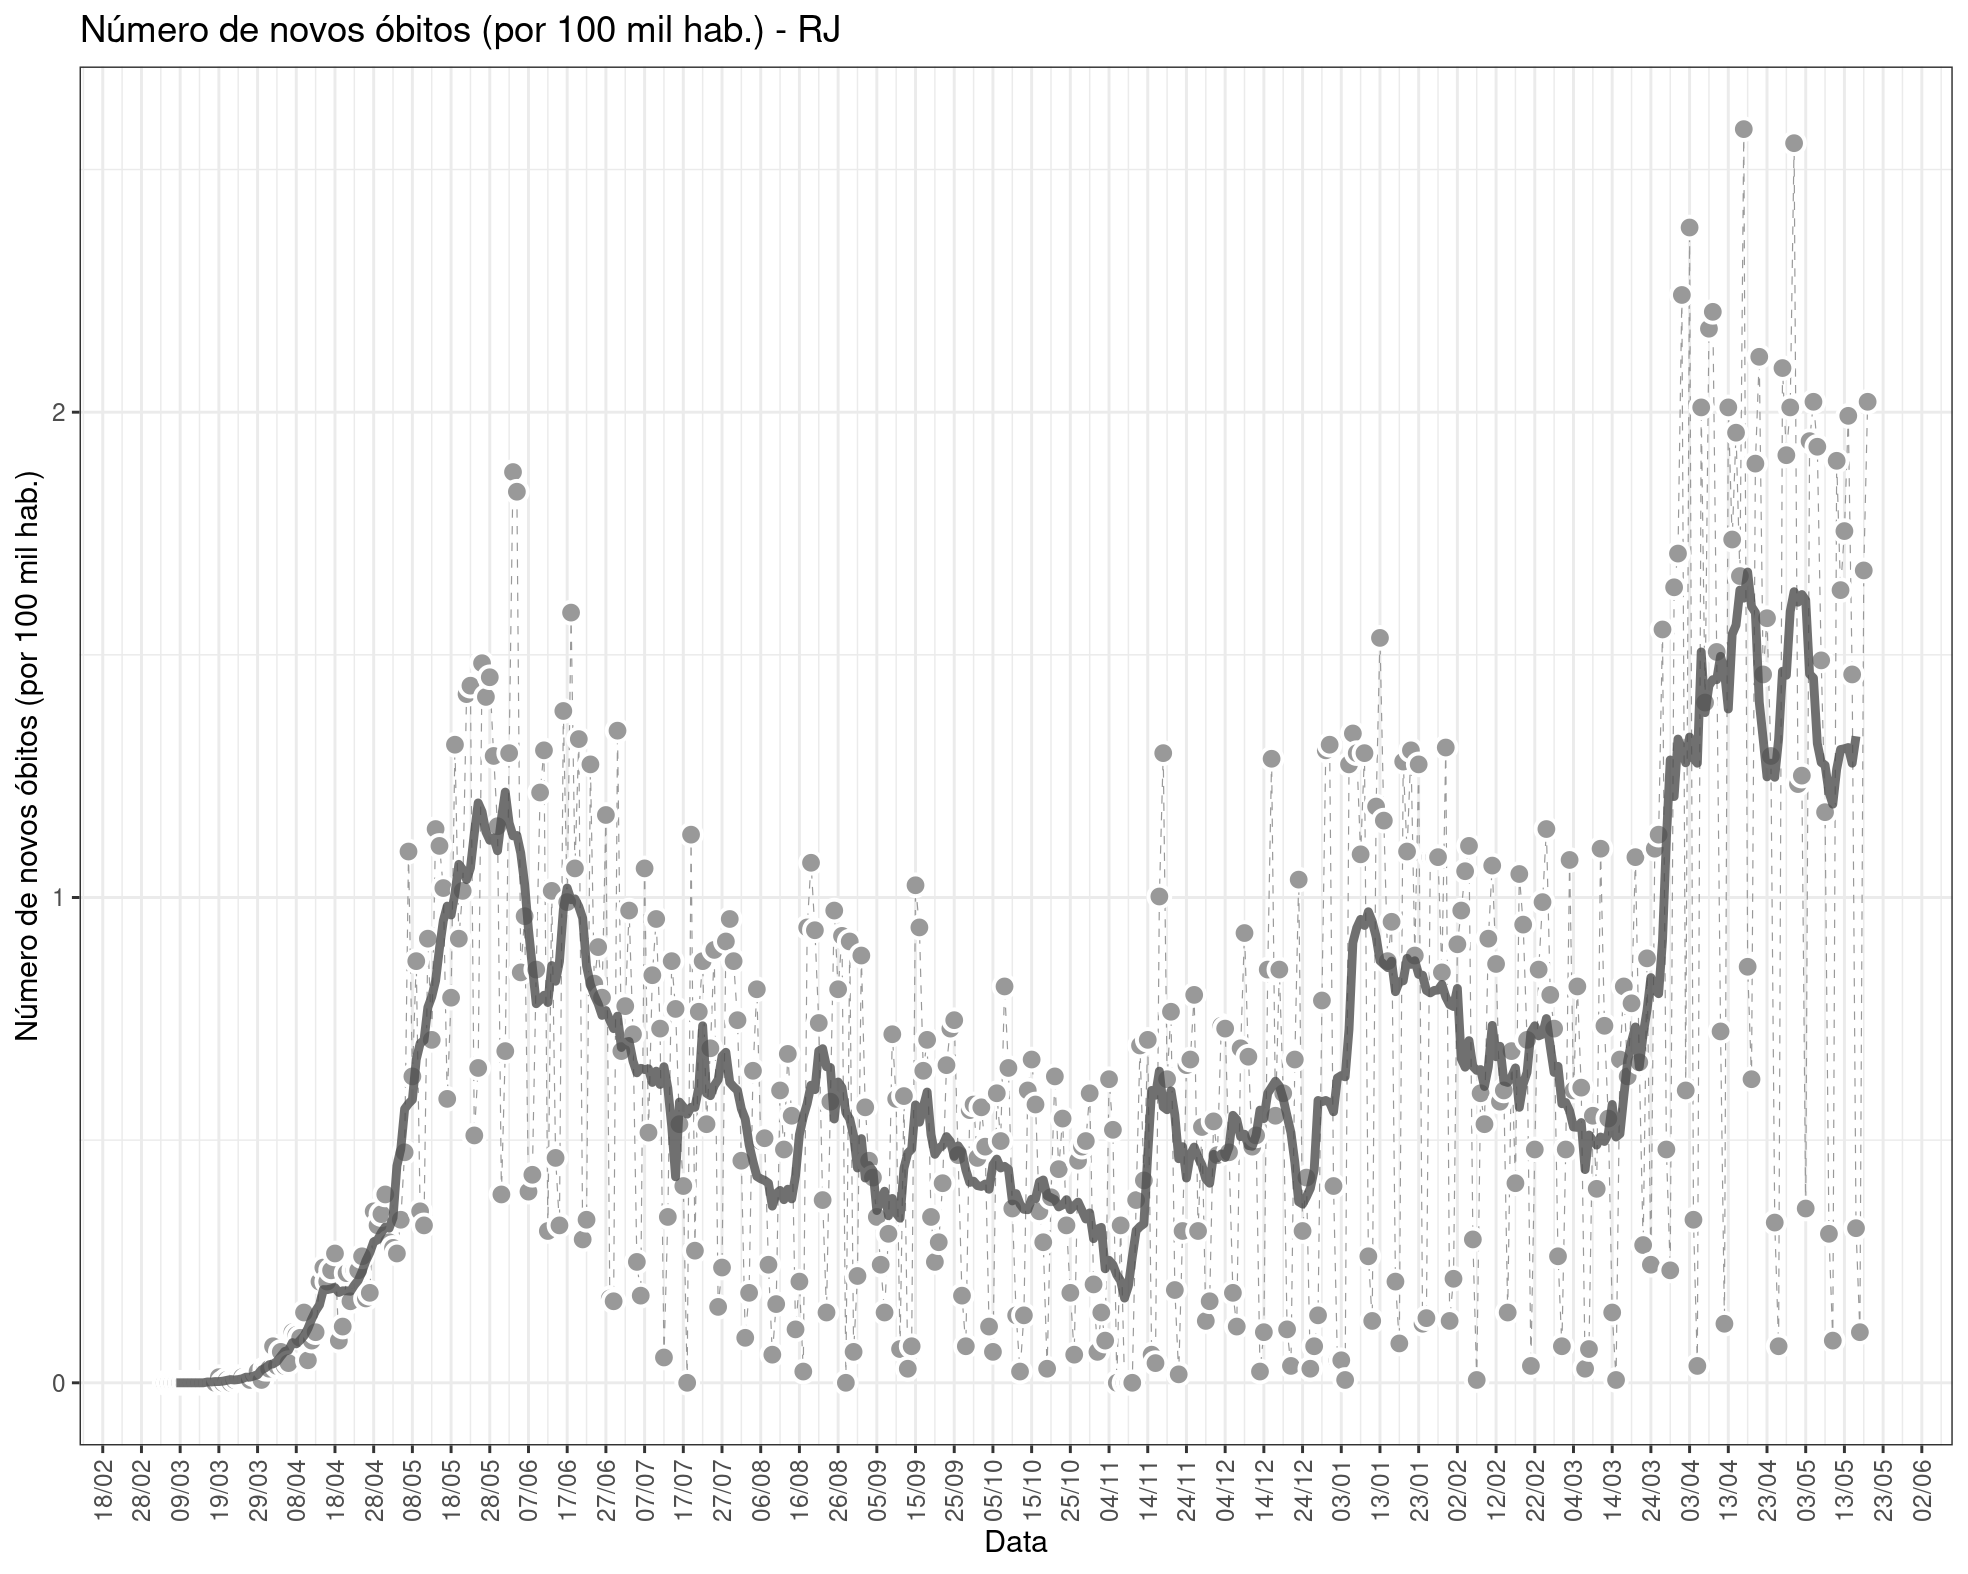 Número de novos óbitos (por 100 mil hab.) - RJ
Número de novos óbitos (por 100 mil hab.)
2
1
0
18/02 28/02 09/03 19/03 29/03 08/04 18/04 28/04 08/05 18/05 28/05 07/06 17/06 27/06 07/07 17/07 27/07 06/08 16/08 26/08 05/09 15/09 25/09 05/10 15/10 25/10 04/11 14/11 24/11 04/12 14/12 24/12 03/01 13/01 23/01 02/02 12/02 22/02 04/03 14/03 24/03 03/04 13/04 23/04 03/05 13/05 23/05 02/06
Data